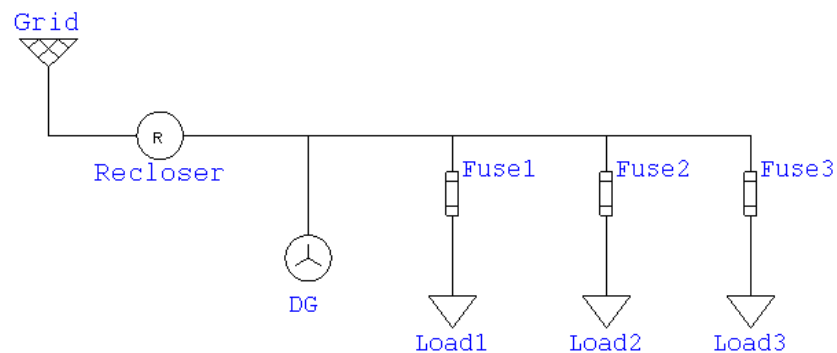 Grid
R
Recloser
Fuse1
Fuse2
Fuse3
DG
Load1
Load2
Load3